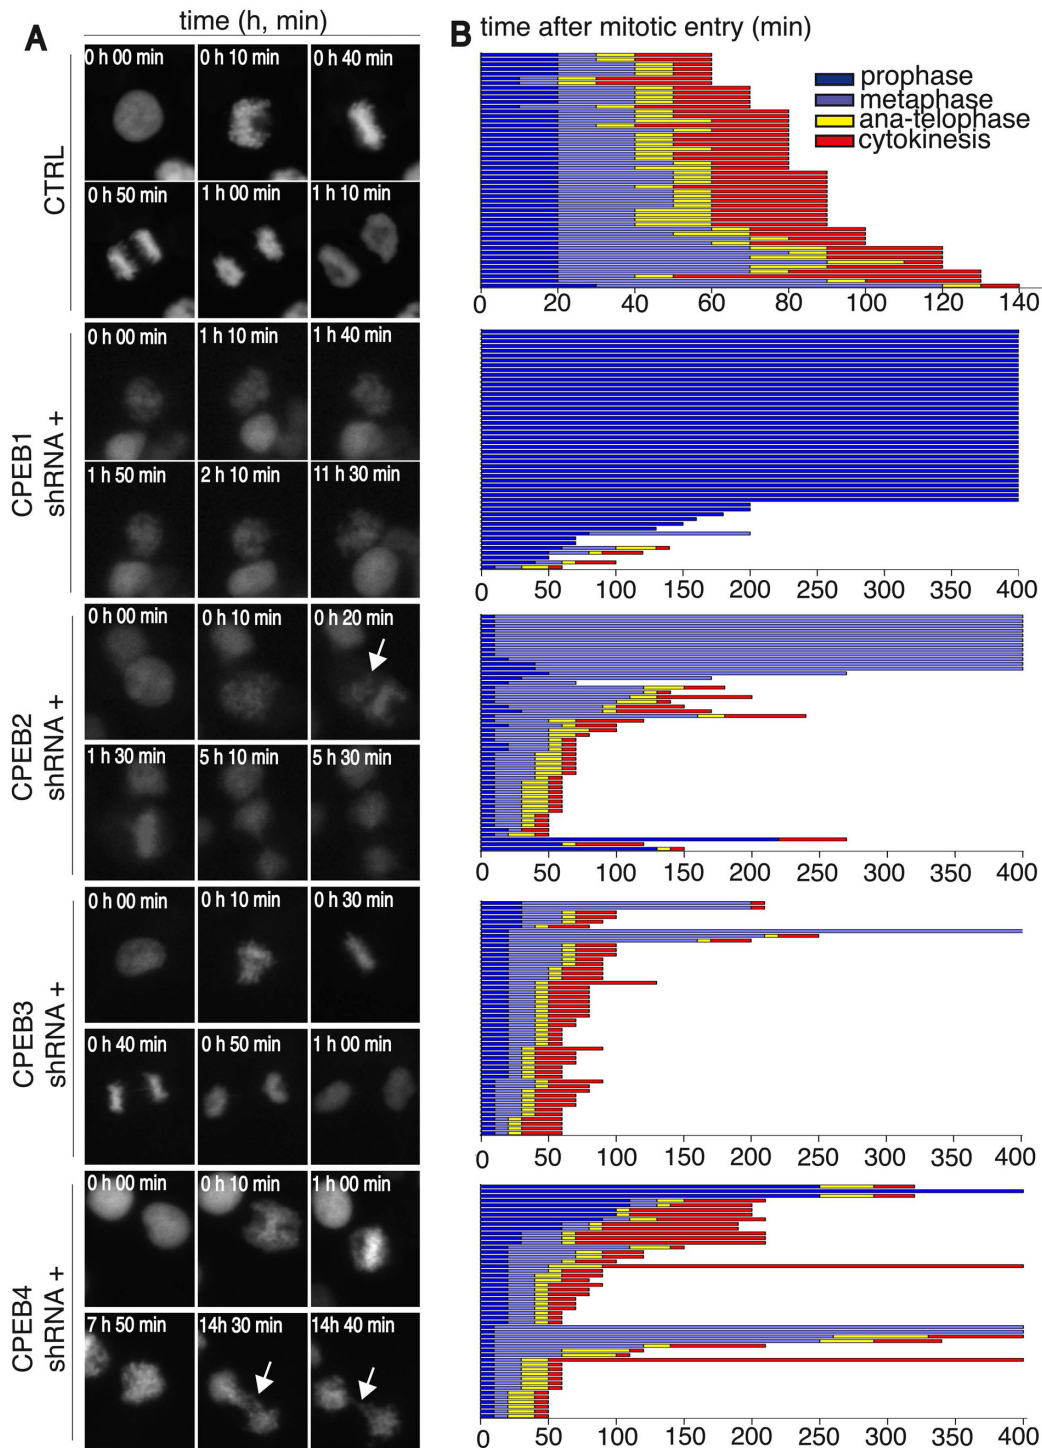 A
time (h, min)
CTRL
0 h 00 min
0 h 10 min
0 h 40 min
0 h 50 min
1 h 00 min
1 h 10 min
CPEB1
shRNA +
0 h 00 min
1 h 10 min
1 h 40 min
1 h 50 min
2 h 10 min
11 h 30 min
CPEB2
shRNA +
0 h 00 min
0 h 10 min
0 h 20 min
1 h 30 min
5 h 10 min
5 h 30 min
CPEB3
shRNA +
0 h 00 min
0 h 10 min
0 h 30 min
0 h 40 min
0 h 50 min
1 h 00 min
CPEB4
shRNA +
0 h 00 min
0 h 10 min
1 h 00 min
7 h 50 min
14h 30 min
14h 40 min
B
time after mitotic entry (min)
prophase
metaphase
ana-telophase
cytokinesis
0 20 40 60 80 100 120 140
0 50 100 150 200 250 300 350 400
0 50 100 150 200 250 300 350 400
0 50 100 150 200 250 300 350 400
0 50 100 150 200 250 300 350 400